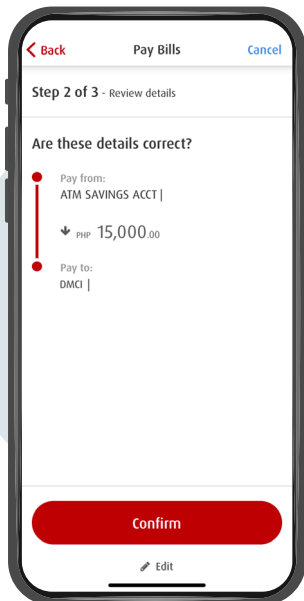 Back Pay Bills Cancel
Step 2 of 3 - Review details
Are these details correct?
Pay from:
ATM SAVINGS ACCT |
PHP 15,000.00
Pay to:
DMCI |
Confirm
Edit